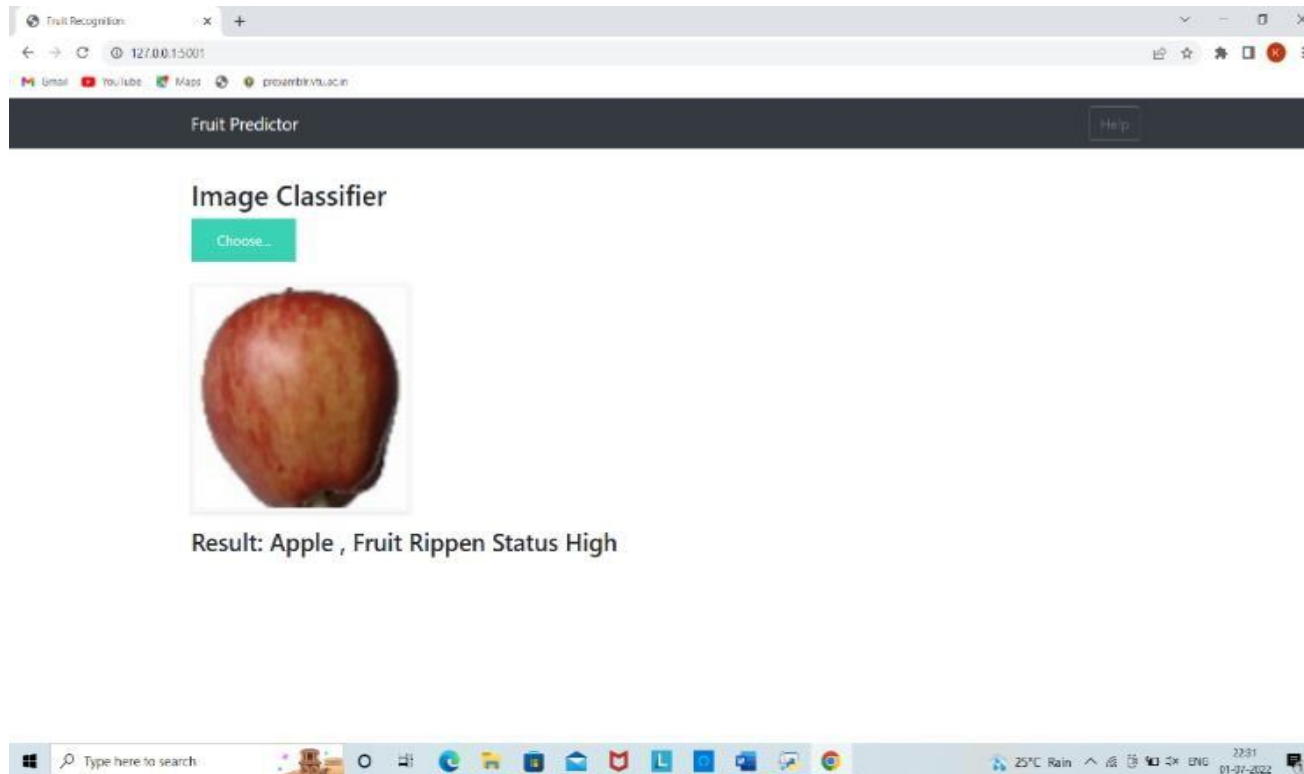 Fruit Recognition
127.0.0.1:5001
Gmail YouTube Maps
Fruit Predictor
Help
Image Classifier
Choose...
Result: Apple , Fruit Rippen Status High
Type here to search
25°C Rain
ENG
22:31
01-07-2022
K
L